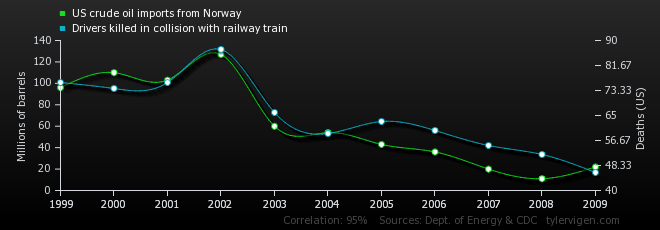 US crude oil imports from Norway
Drivers killed in collision with railway train
Millions of barrels
140
120
100
80
60
40
20
0
90
81.67
73.33
65
56.67
48.33
40
Deaths (US)
1999 2000 2001 2002 2003 2004 2005 2006 2007 2008 2009
Correlation: 95% Sources: Dept. of Energy & CDC tylervigen.com